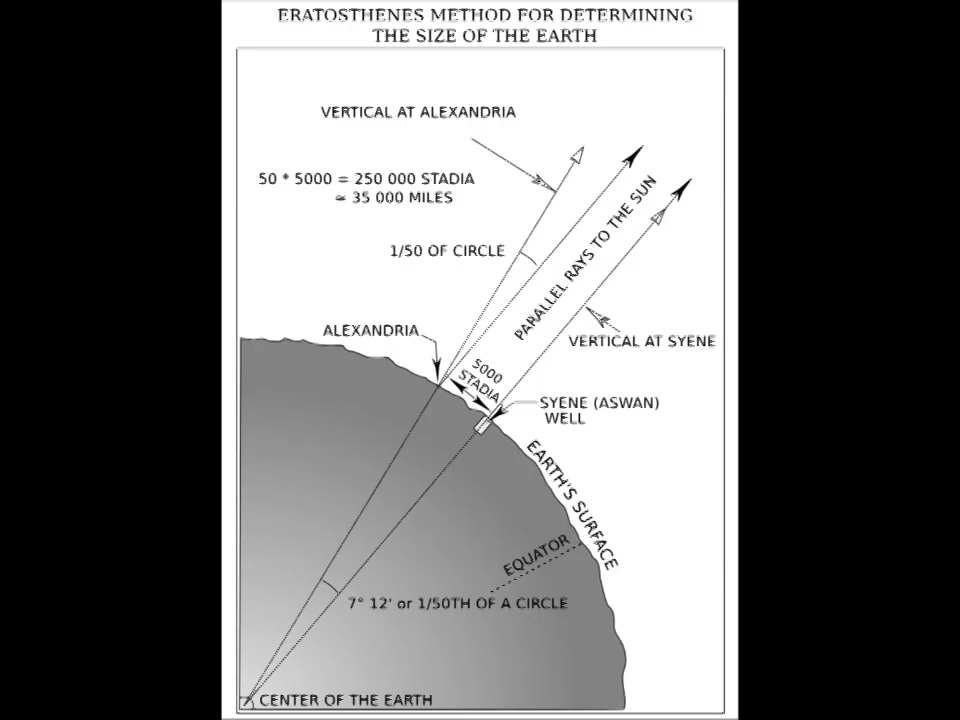 ERATOSTHENES METHOD FOR DETERMINING
THE SIZE OF THE EARTH
VERTICAL AT ALEXANDRIA
50 * 5000 = 250 000 STADIA
≃ 35 000 MILES
1/50 OF CIRCLE
PARALLEL RAYS TO THE SUN
ALEXANDRIA
VERTICAL AT SYENE
5000
STADIA
SYENE (ASWAN)
WELL
EARTH'S SURFACE
EQUATOR
7° 12' or 1/50TH OF A CIRCLE
CENTER OF THE EARTH